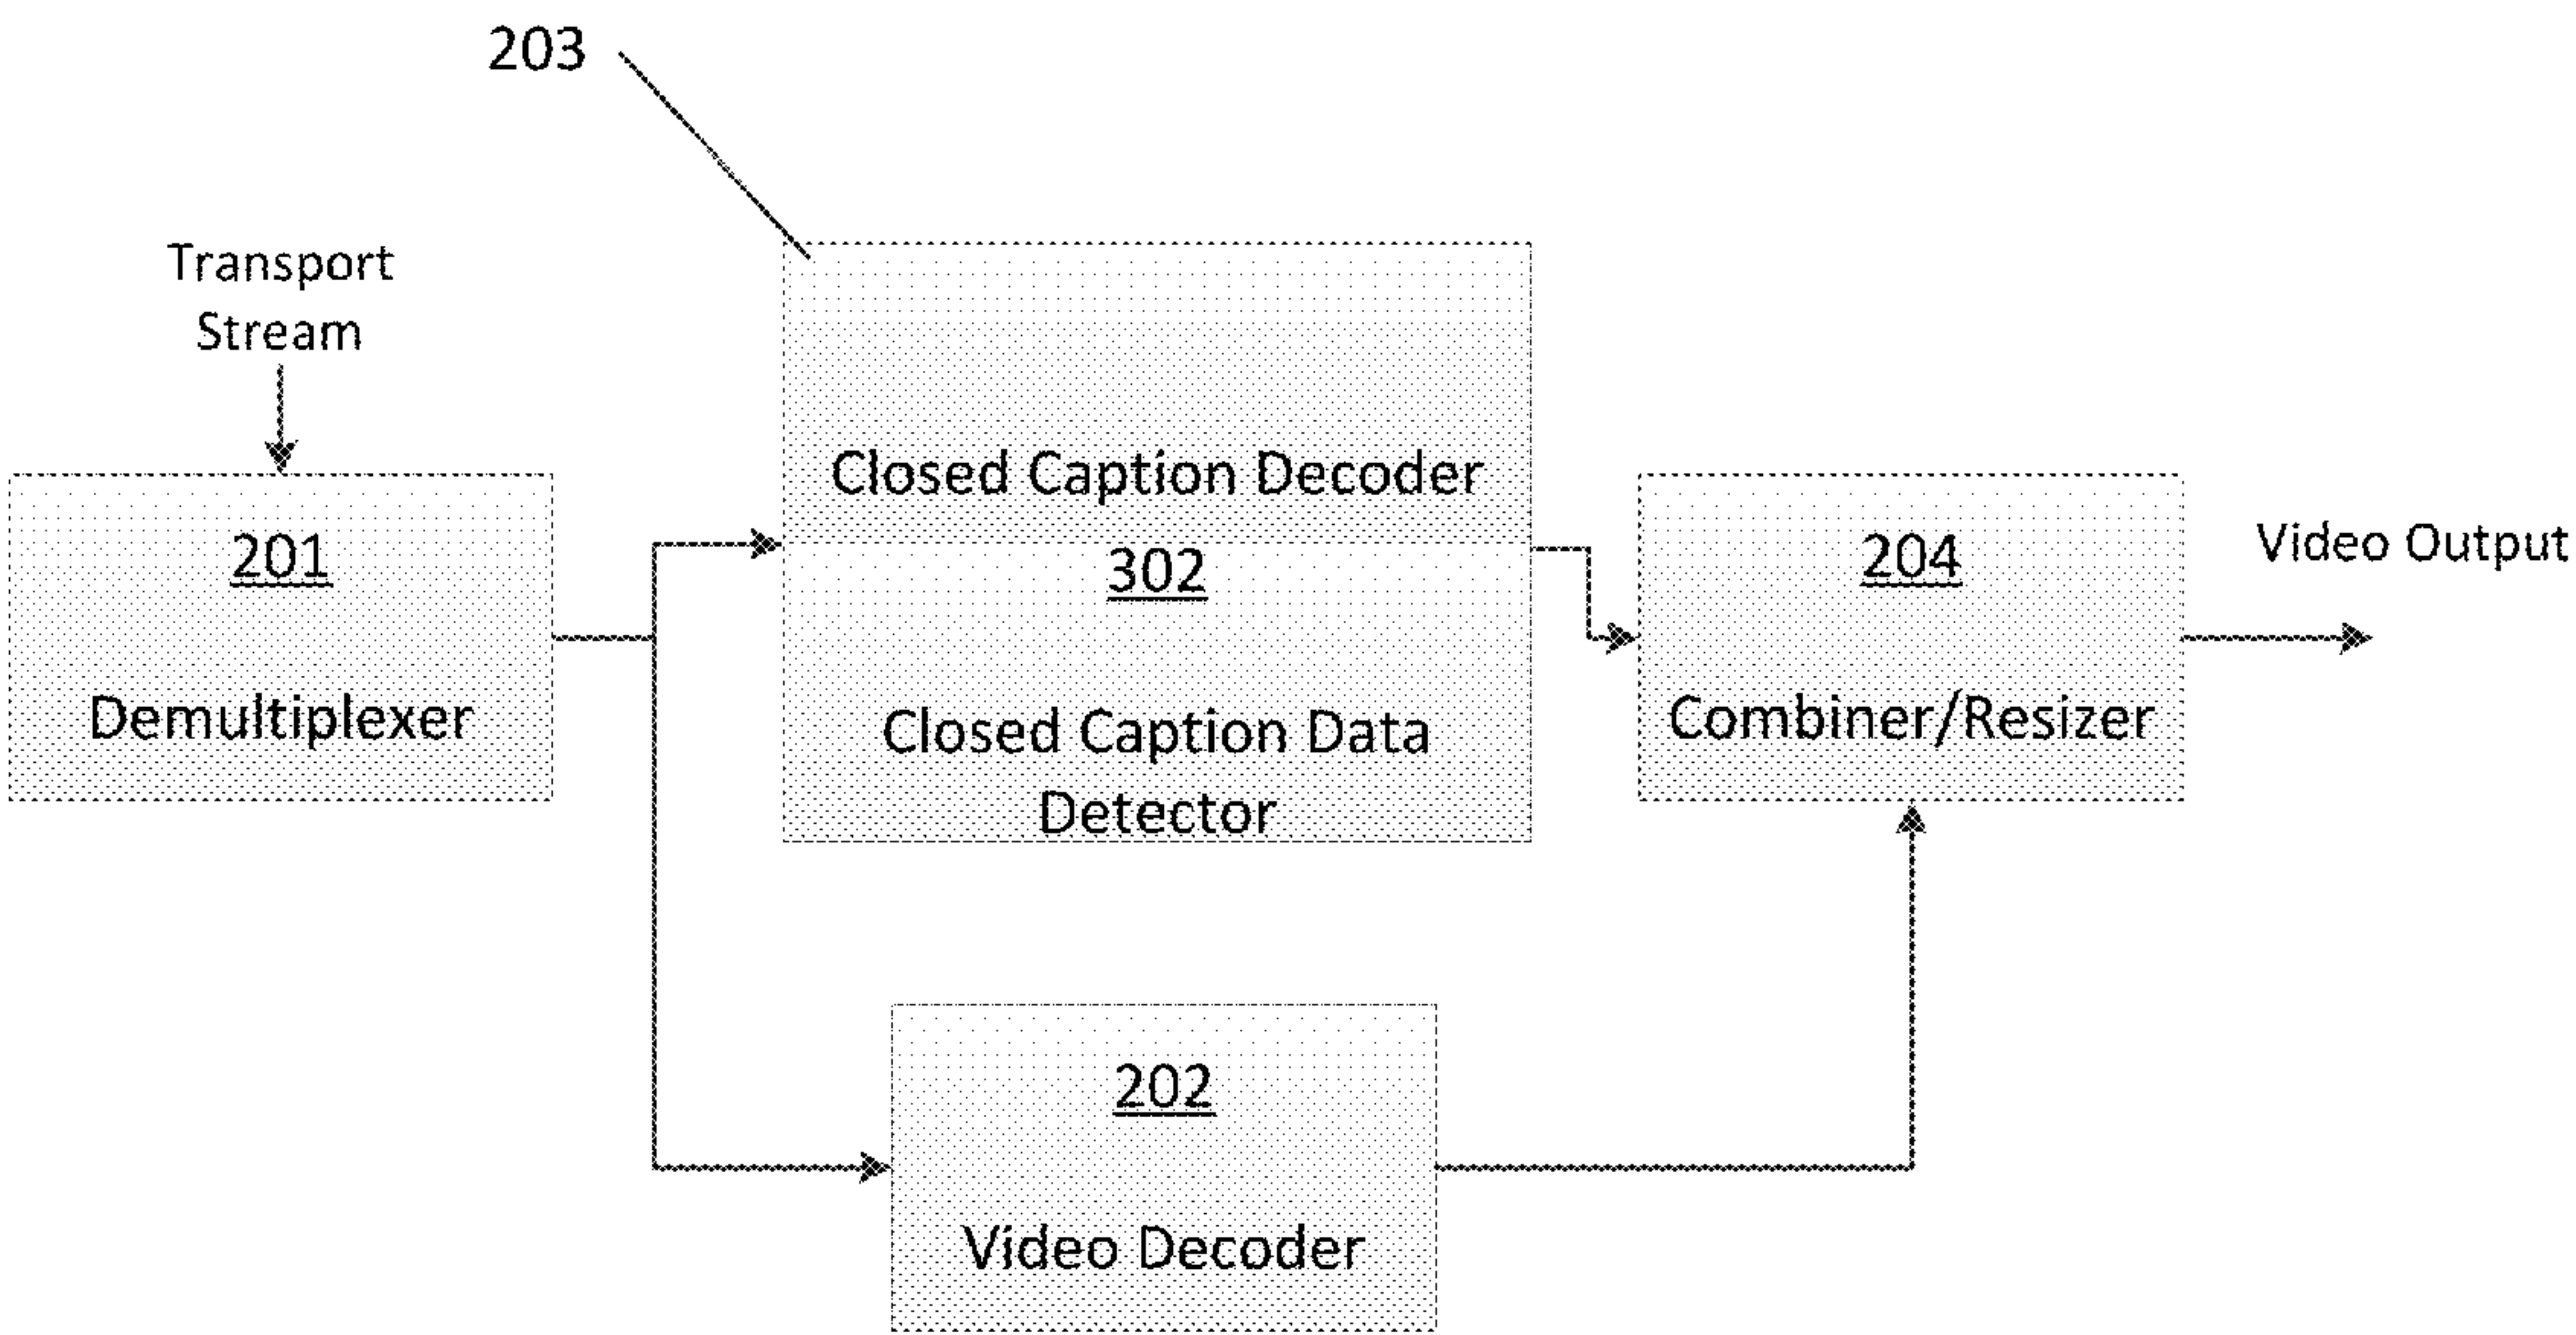 203
Transport
Stream
201
Demultiplexer
Closed Caption Decoder
302
Closed Caption Data
Detector
204
Combiner/Resizer
Video Output
202
Video Decoder